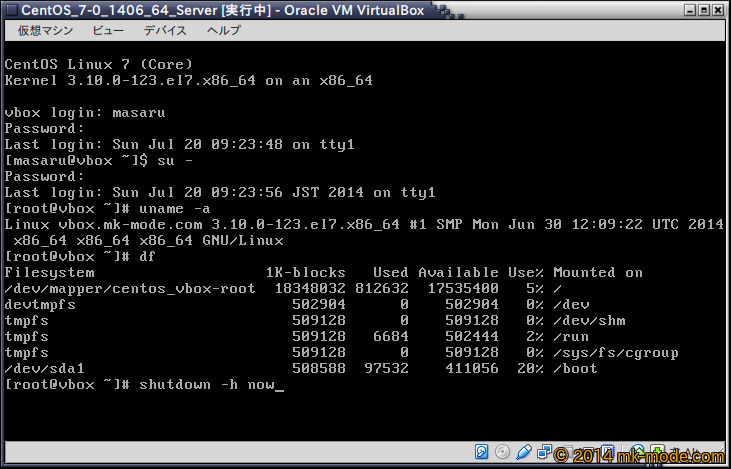 CentOS_7-0_1406_64_Server [実行中] - Oracle VM VirtualBox
仮想マシン ビュー デバイス ヘルプ
CentOS Linux 7 (Core)
Kernel 3.10.0-123.el7.x86_64 on an x86_64
vbox login: masaru
Password:
Last login: Sun Jul 20 09:23:48 on tty1
[masaru@vbox ~]$ su -
Password:
Last login: Sun Jul 20 09:23:56 JST 2014 on tty1
[root@vbox ~]# uname -a
Linux vbox.mk-mode.com 3.10.0-123.el7.x86_64 #1 SMP Mon Jun 30 12:09:22 UTC 2014
x86_64 x86_64 x86_64 GNU/Linux
[root@vbox ~]# df
Filesystem 1K-blocks Used Available Use% Mounted on
/dev/mapper/centos_vbox-root 18348032 812632 17535400 5% /
devtmpfs 502904 0 502904 0% /dev
tmpfs 509128 0 509128 0% /dev/shm
tmpfs 509128 6684 502444 2% /run
tmpfs 509128 0 509128 0% /sys/fs/cgroup
/dev/sda1 508588 97532 411056 20% /boot
[root@vbox ~]# shutdown -h now_
© 2014 mk-mode.com